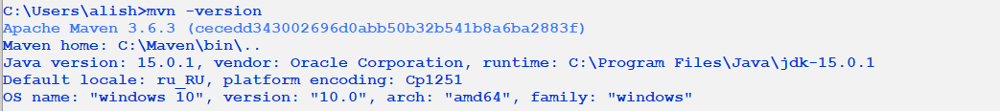 C:\Users\alish>mvn -version
Apache Maven 3.6.3 (cecedd343002696d0abb50b32b541b8a6ba2883f)
Maven home: C:\Maven\bin\..
Java version: 15.0.1, vendor: Oracle Corporation, runtime: C:\Program Files\Java\jdk-15.0.1
Default locale: ru_RU, platform encoding: Cp1251
OS name: "windows 10", version: "10.0", arch: "amd64", family: "windows"